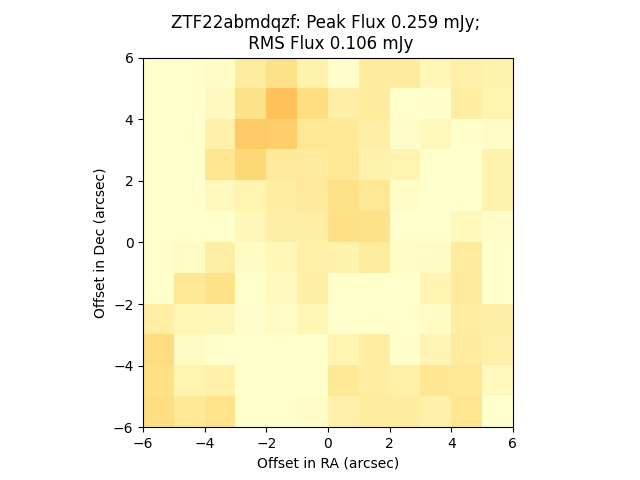 ZTF22abmdqzf: Peak Flux 0.259 mJy;
RMS Flux 0.106 mJy
6
4
2
0
−2
−4
−6
Offset in Dec (arcsec)
−6 −4 −2 0 2 4 6
Offset in RA (arcsec)